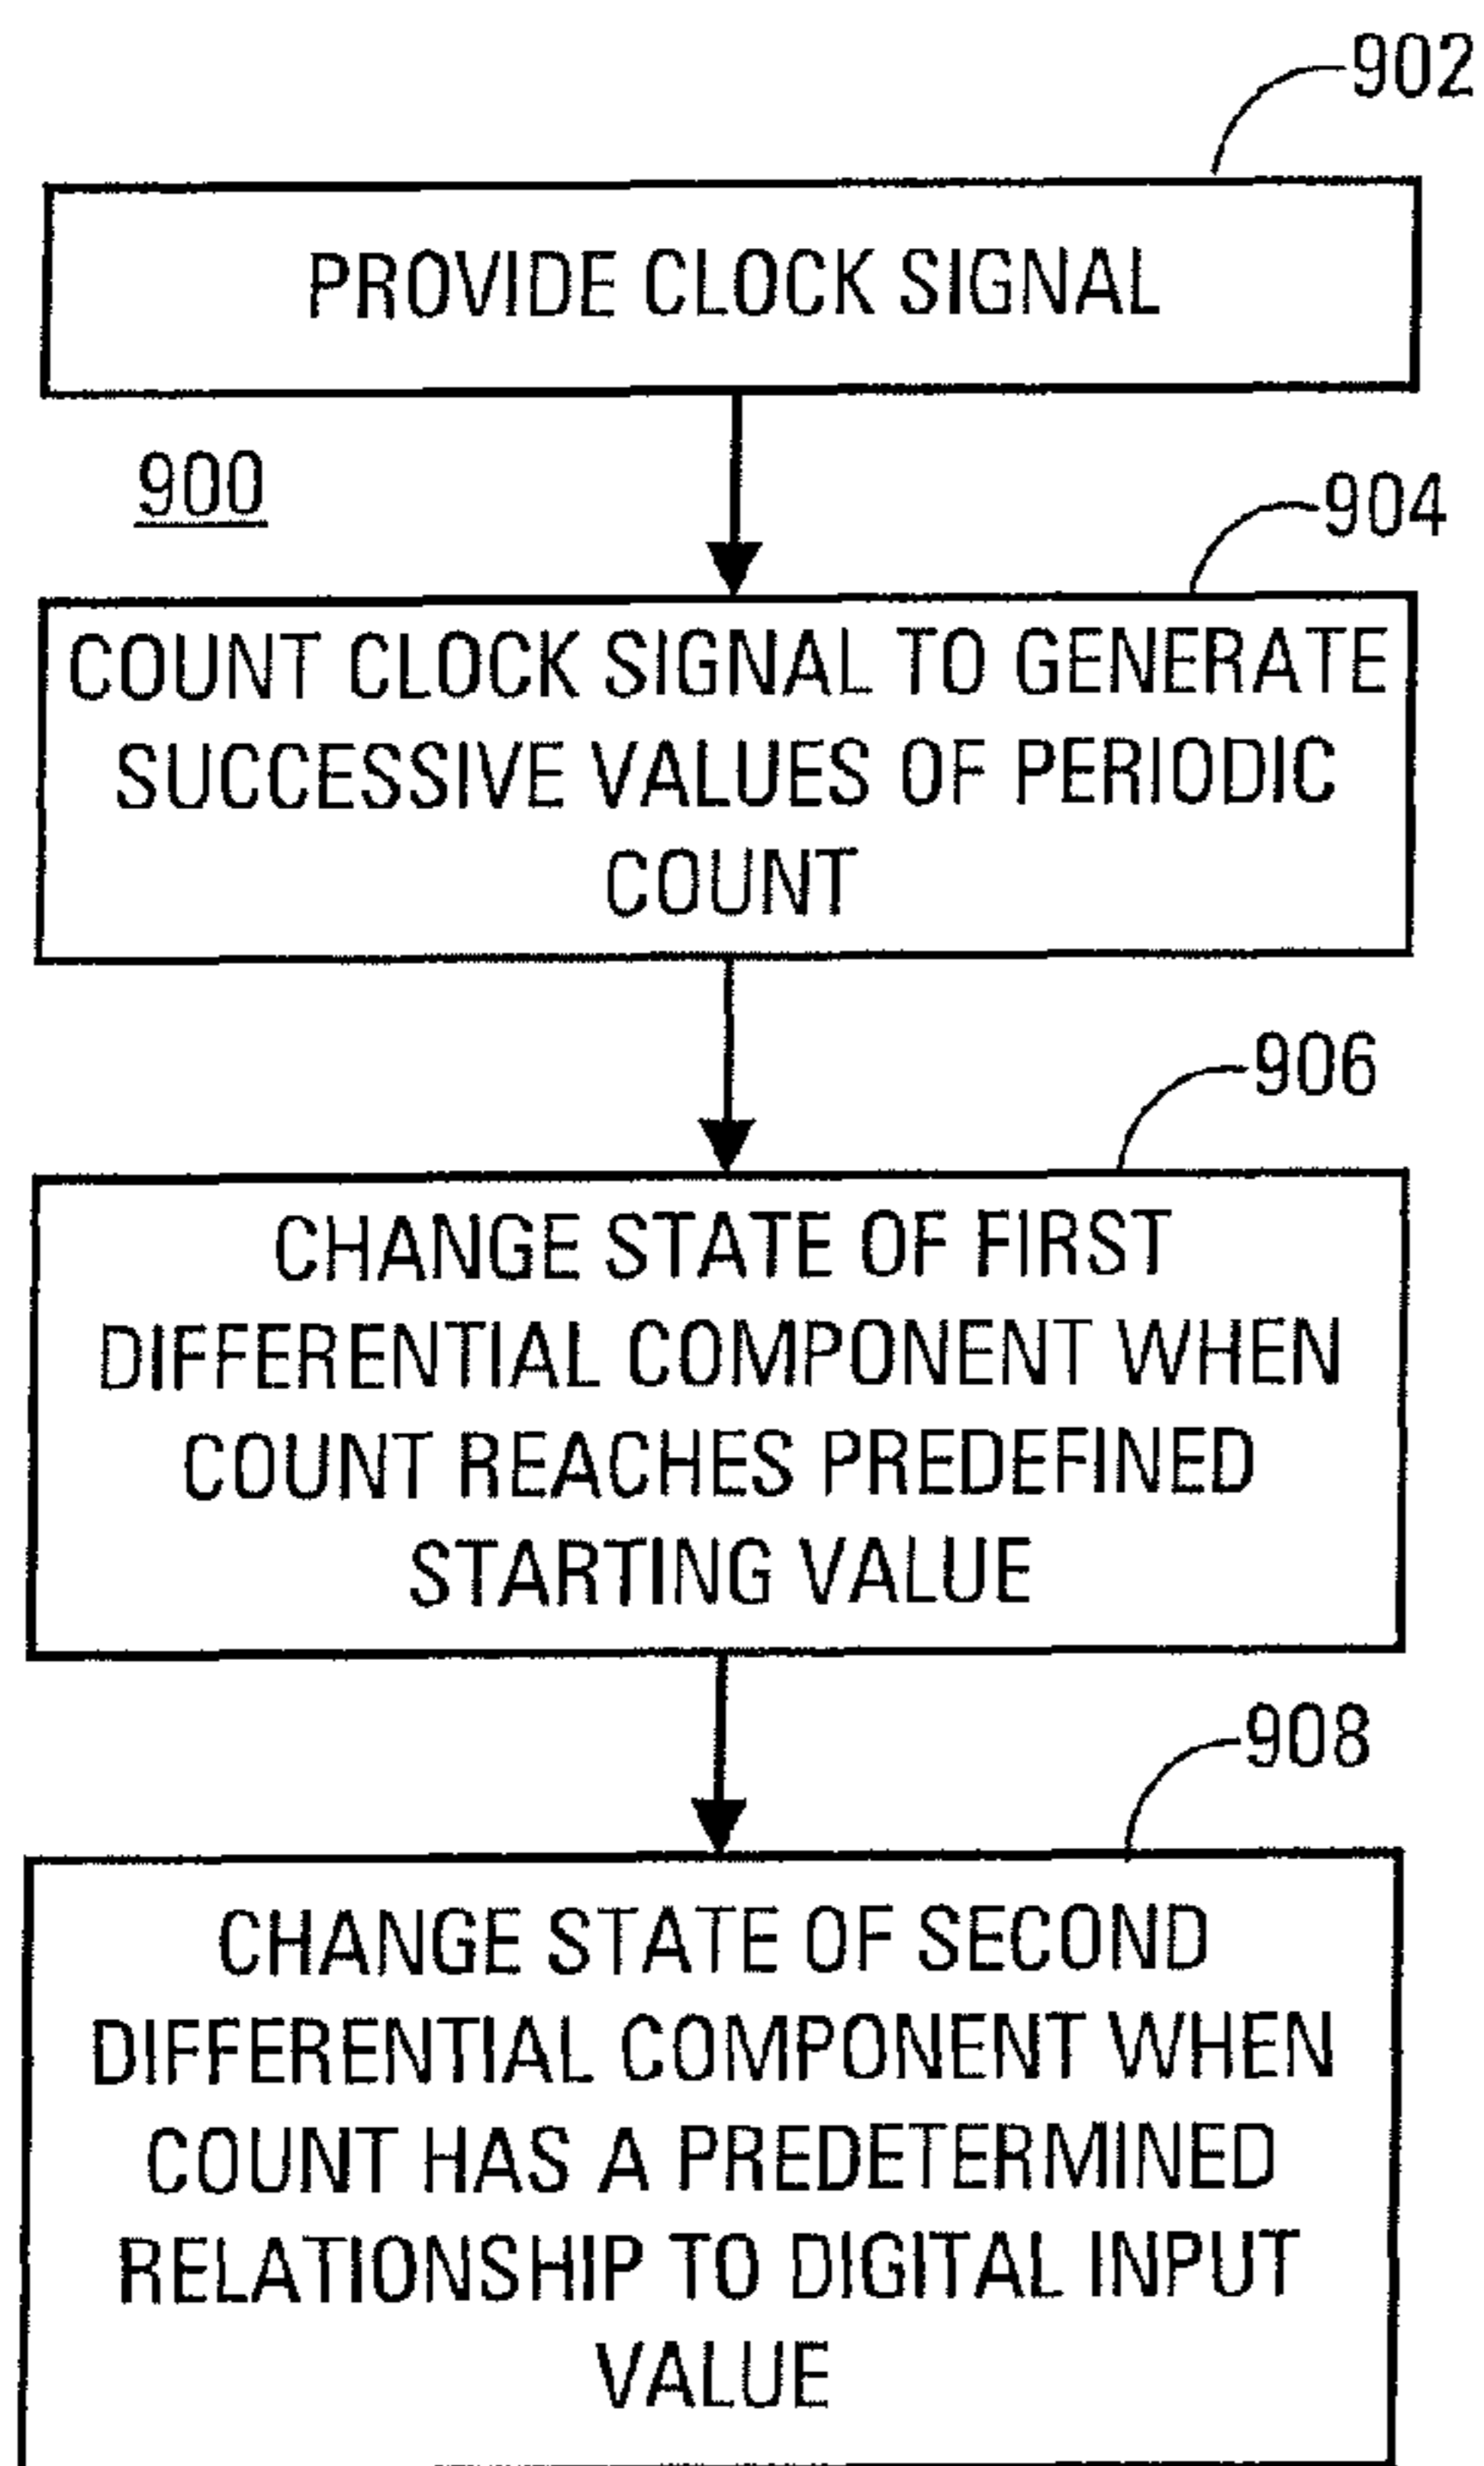 902
PROVIDE CLOCK SIGNAL
900
904
COUNT CLOCK SIGNAL TO GENERATE
SUCCESSIVE VALUES OF PERIODIC
COUNT
906
CHANGE STATE OF FIRST
DIFFERENTIAL COMPONENT WHEN
COUNT REACHES PREDEFINED
STARTING VALUE
908
CHANGE STATE OF SECOND
DIFFERENTIAL COMPONENT WHEN
COUNT HAS A PREDETERMINED
RELATIONSHIP TO DIGITAL INPUT
VALUE